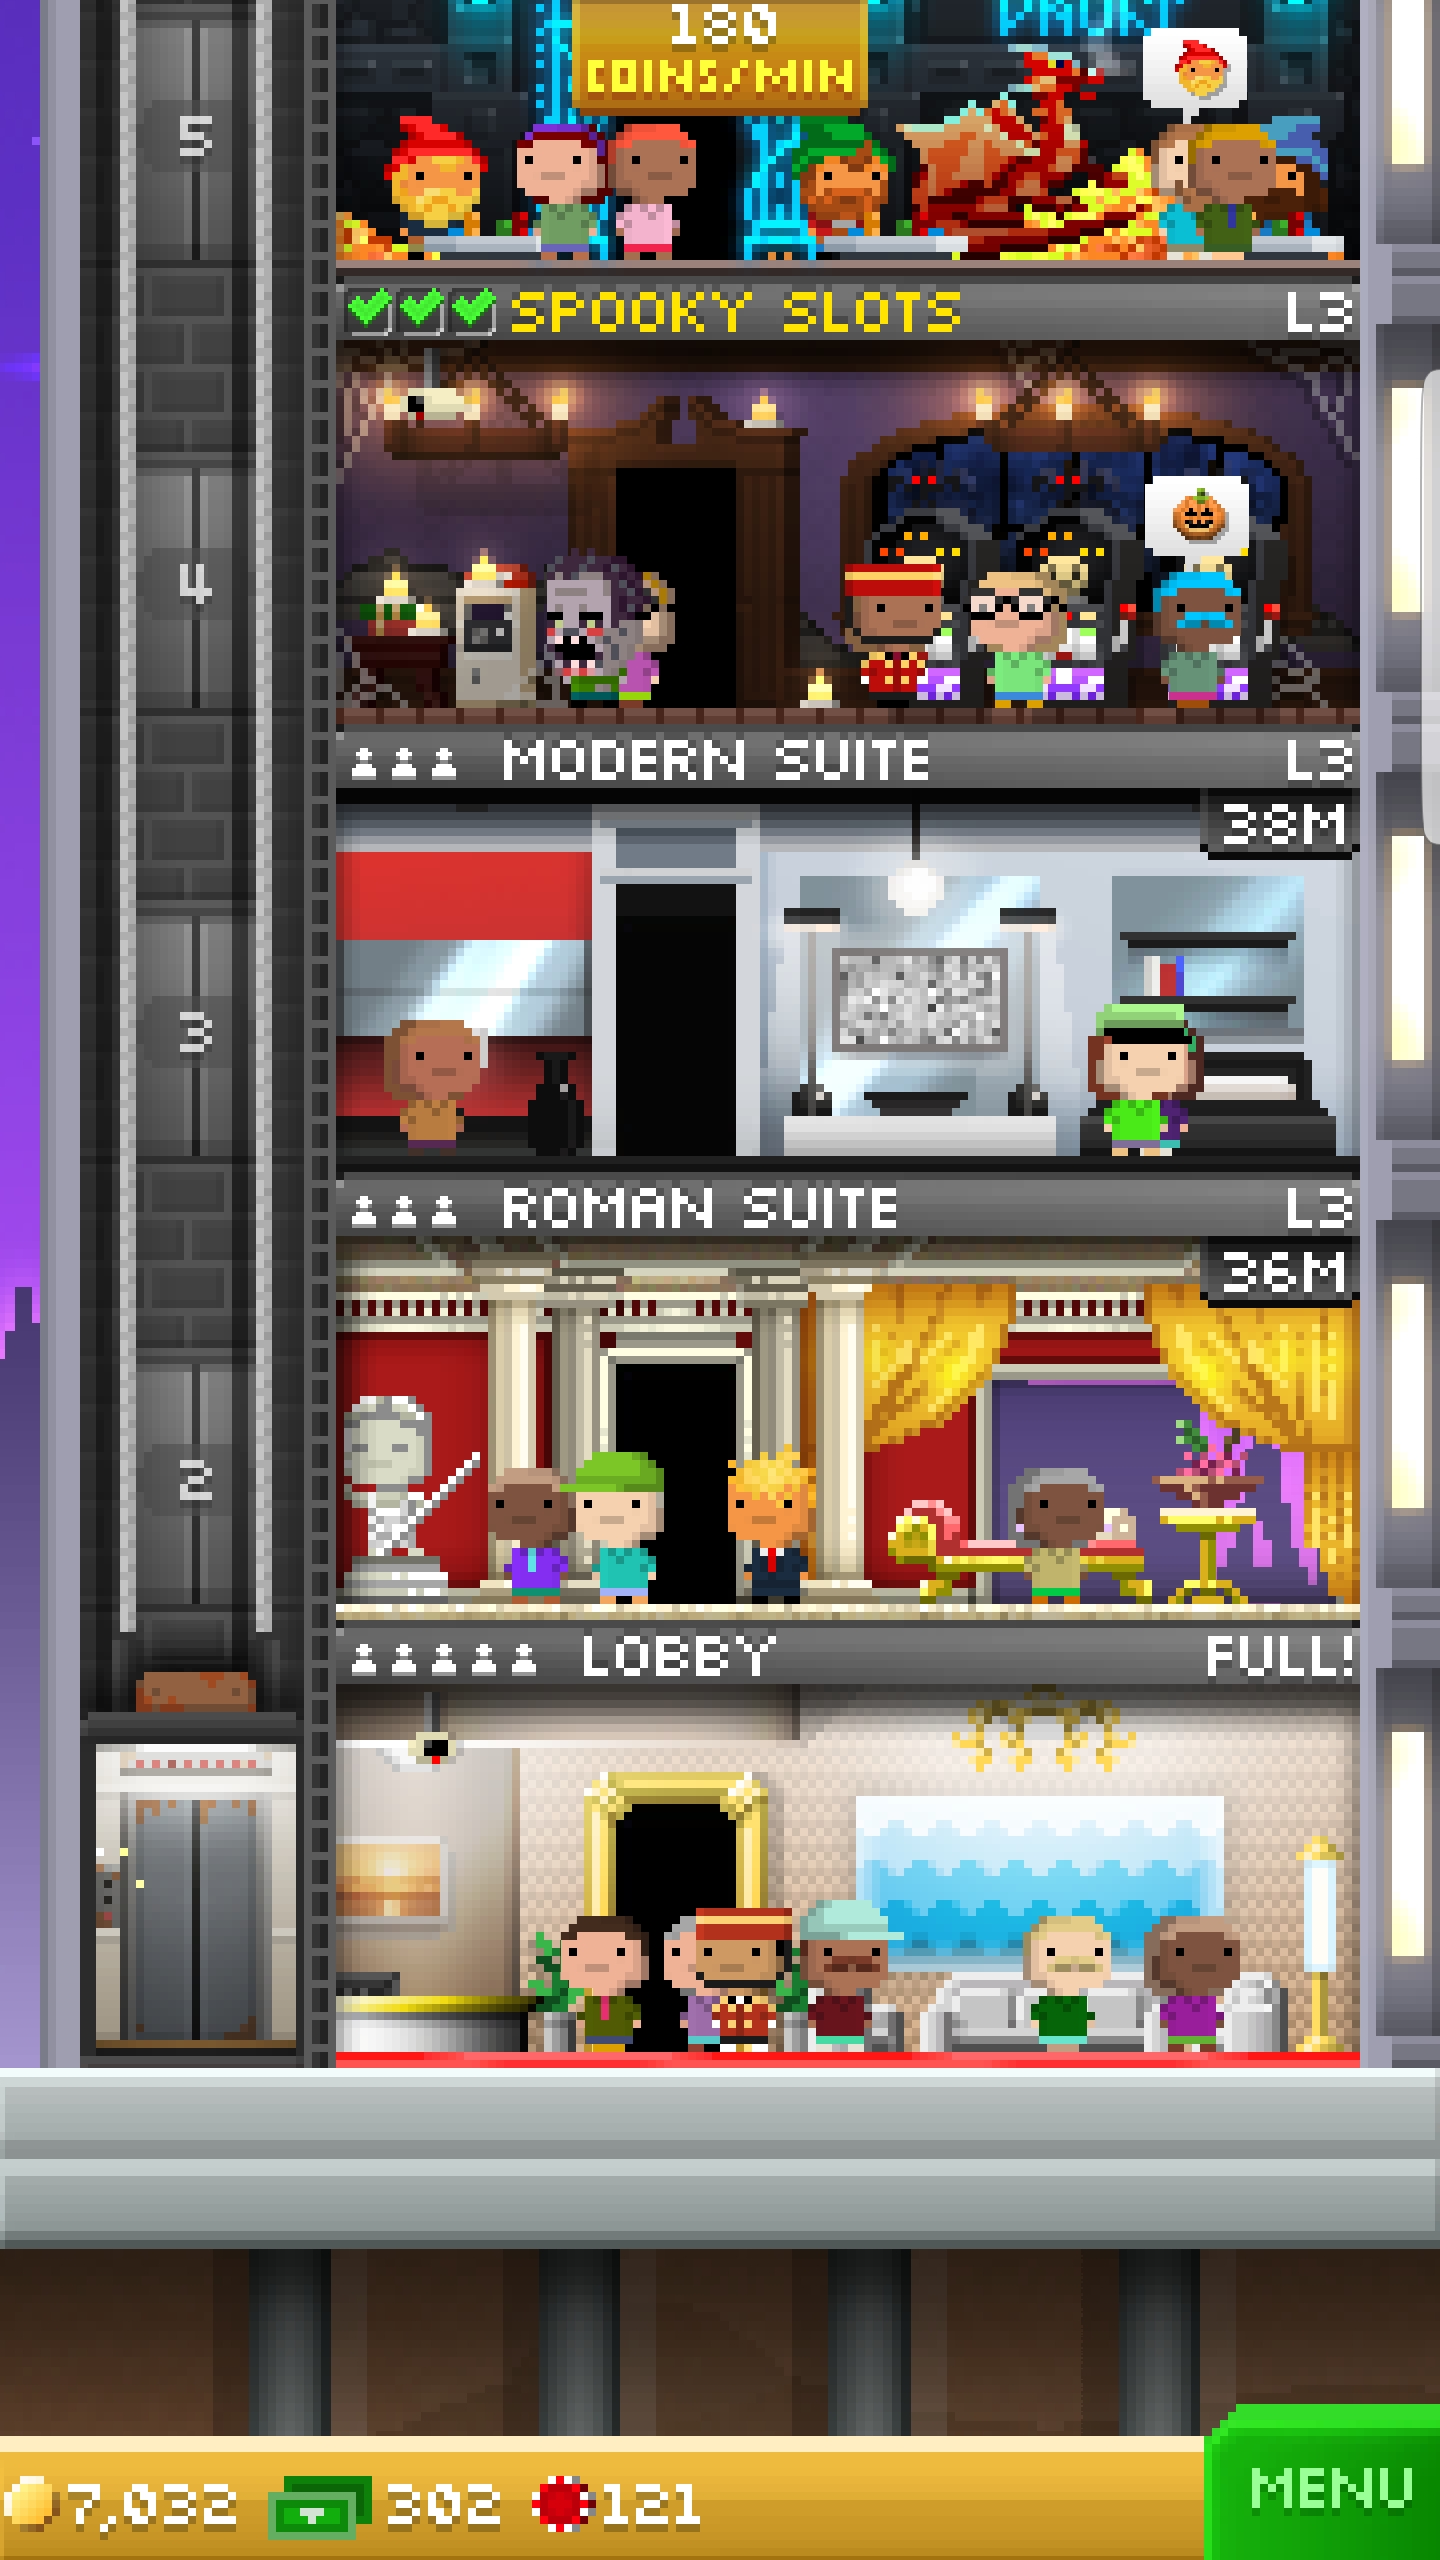 180
COINS/MIN
5
SPOOKY SLOTS L3
4
MODERN SUITE L3
38M
3
ROMAN SUITE L3
36M
2
LOBBY FULL!
7,032 302 121
MENU